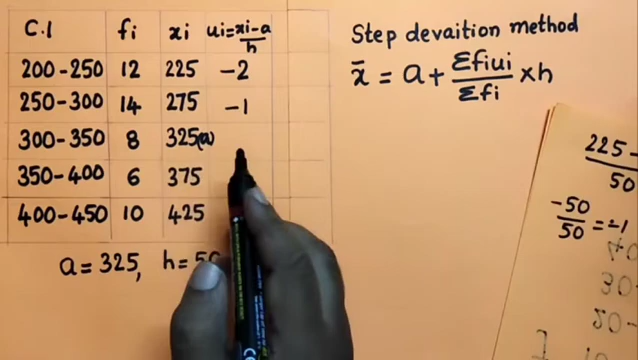 C.I fi xi ui=xi-a/h
200-250 12 225 -2
250-300 14 275 -1
300-350 8 325(a)
350-400 6 375
400-450 10 425
a=325, h=50
Step devaition method
x̄ = a + Σfiui/Σfi ×h
225-
50
-50/50 =-1